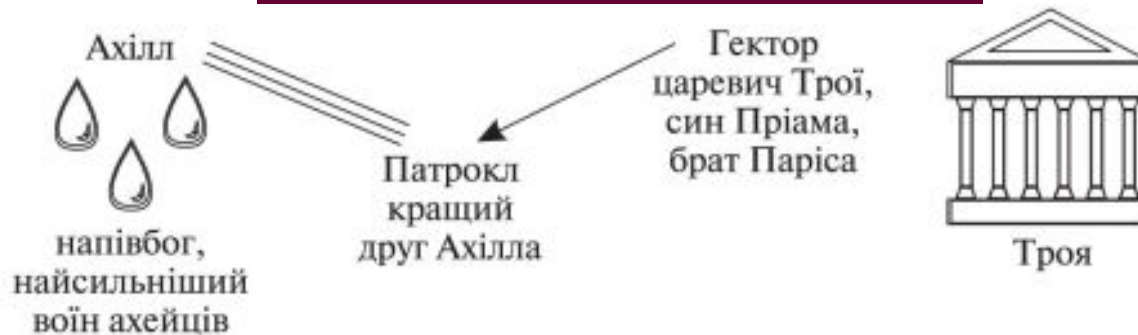 Ахілл
напівбог,
найсильніший
воїн ахейців
Патрокл
кращий
друг Ахілла
Гектор
царевич Трої,
син Пріама,
брат Паріса
Троя